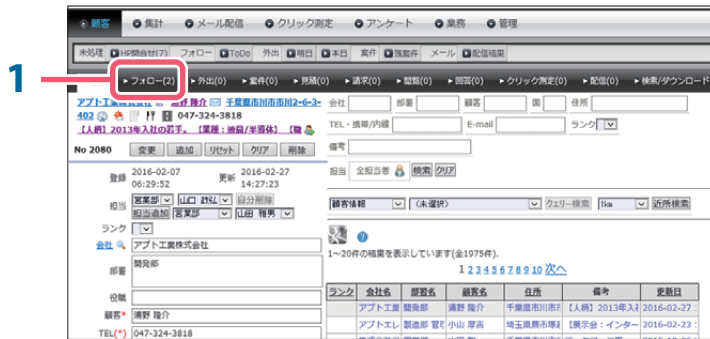 顧客 集計 メール配信 クリック測定 アンケート 業務 管理
未処理 HP問合せ(7) フォロー ToDo 外出 明日 本日 案件 残案件 メール 配信結果
1
フォロー(2) 外出(0) 案件(0) 見積(0) 請求(0) 閲覧(0) 回答(0) クリック測定(0) 配信(0) 検索/ダウンロード
アプト工業株式会社 浦野 隆介 千葉県市川市市川2-6-3-
402 047-324-3818
【人柄】2013年入社の若手。【業種：液晶/半導体】【職
No 2080 変更 追加 リセット クリア 削除
登録 2016-02-07 06:29:52 更新 2016-02-27 14:27:23
担当 営業部 山口 自分削除
担当追加 営業部 山田 雅男
ランク
会社 アプト工業株式会社
部署 開発部
役職
顧客* 浦野 隆介
TEL(*) 047-324-3818
会社 部署 顧客 国 住所
TEL・携帯/内線 E-mail ランク
備考
担当 全担当者 検索 クリア
顧客情報 （未選択） クエリー検索 1km 近所検索
1～20件の結果を表示しています(全1975件).
1 2 3 4 5 6 7 8 9 10 次へ
ランク 会社名 部署名 顧客名 住所 備考 更新日
アプト工業 開発部 浦野 隆介 千葉県市川市市 【人柄】2013年入社 2016-02-27
アプトエレ 製造部 管理 小山 厚吉 埼玉県蕨市塚越 【展示会：インター 2016-02-23